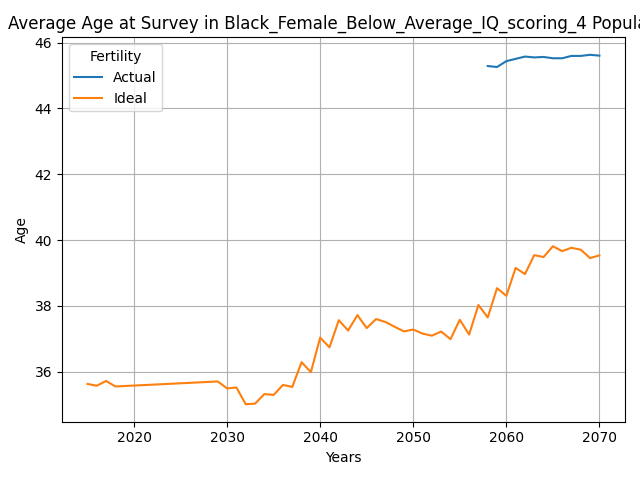 Average Age at Survey in Black_Female_Below_Average_IQ_scoring_4
Fertility
Actual
Ideal
Age
46
44
42
40
38
36
2020 2030 2040 2050 2060 2070
Years